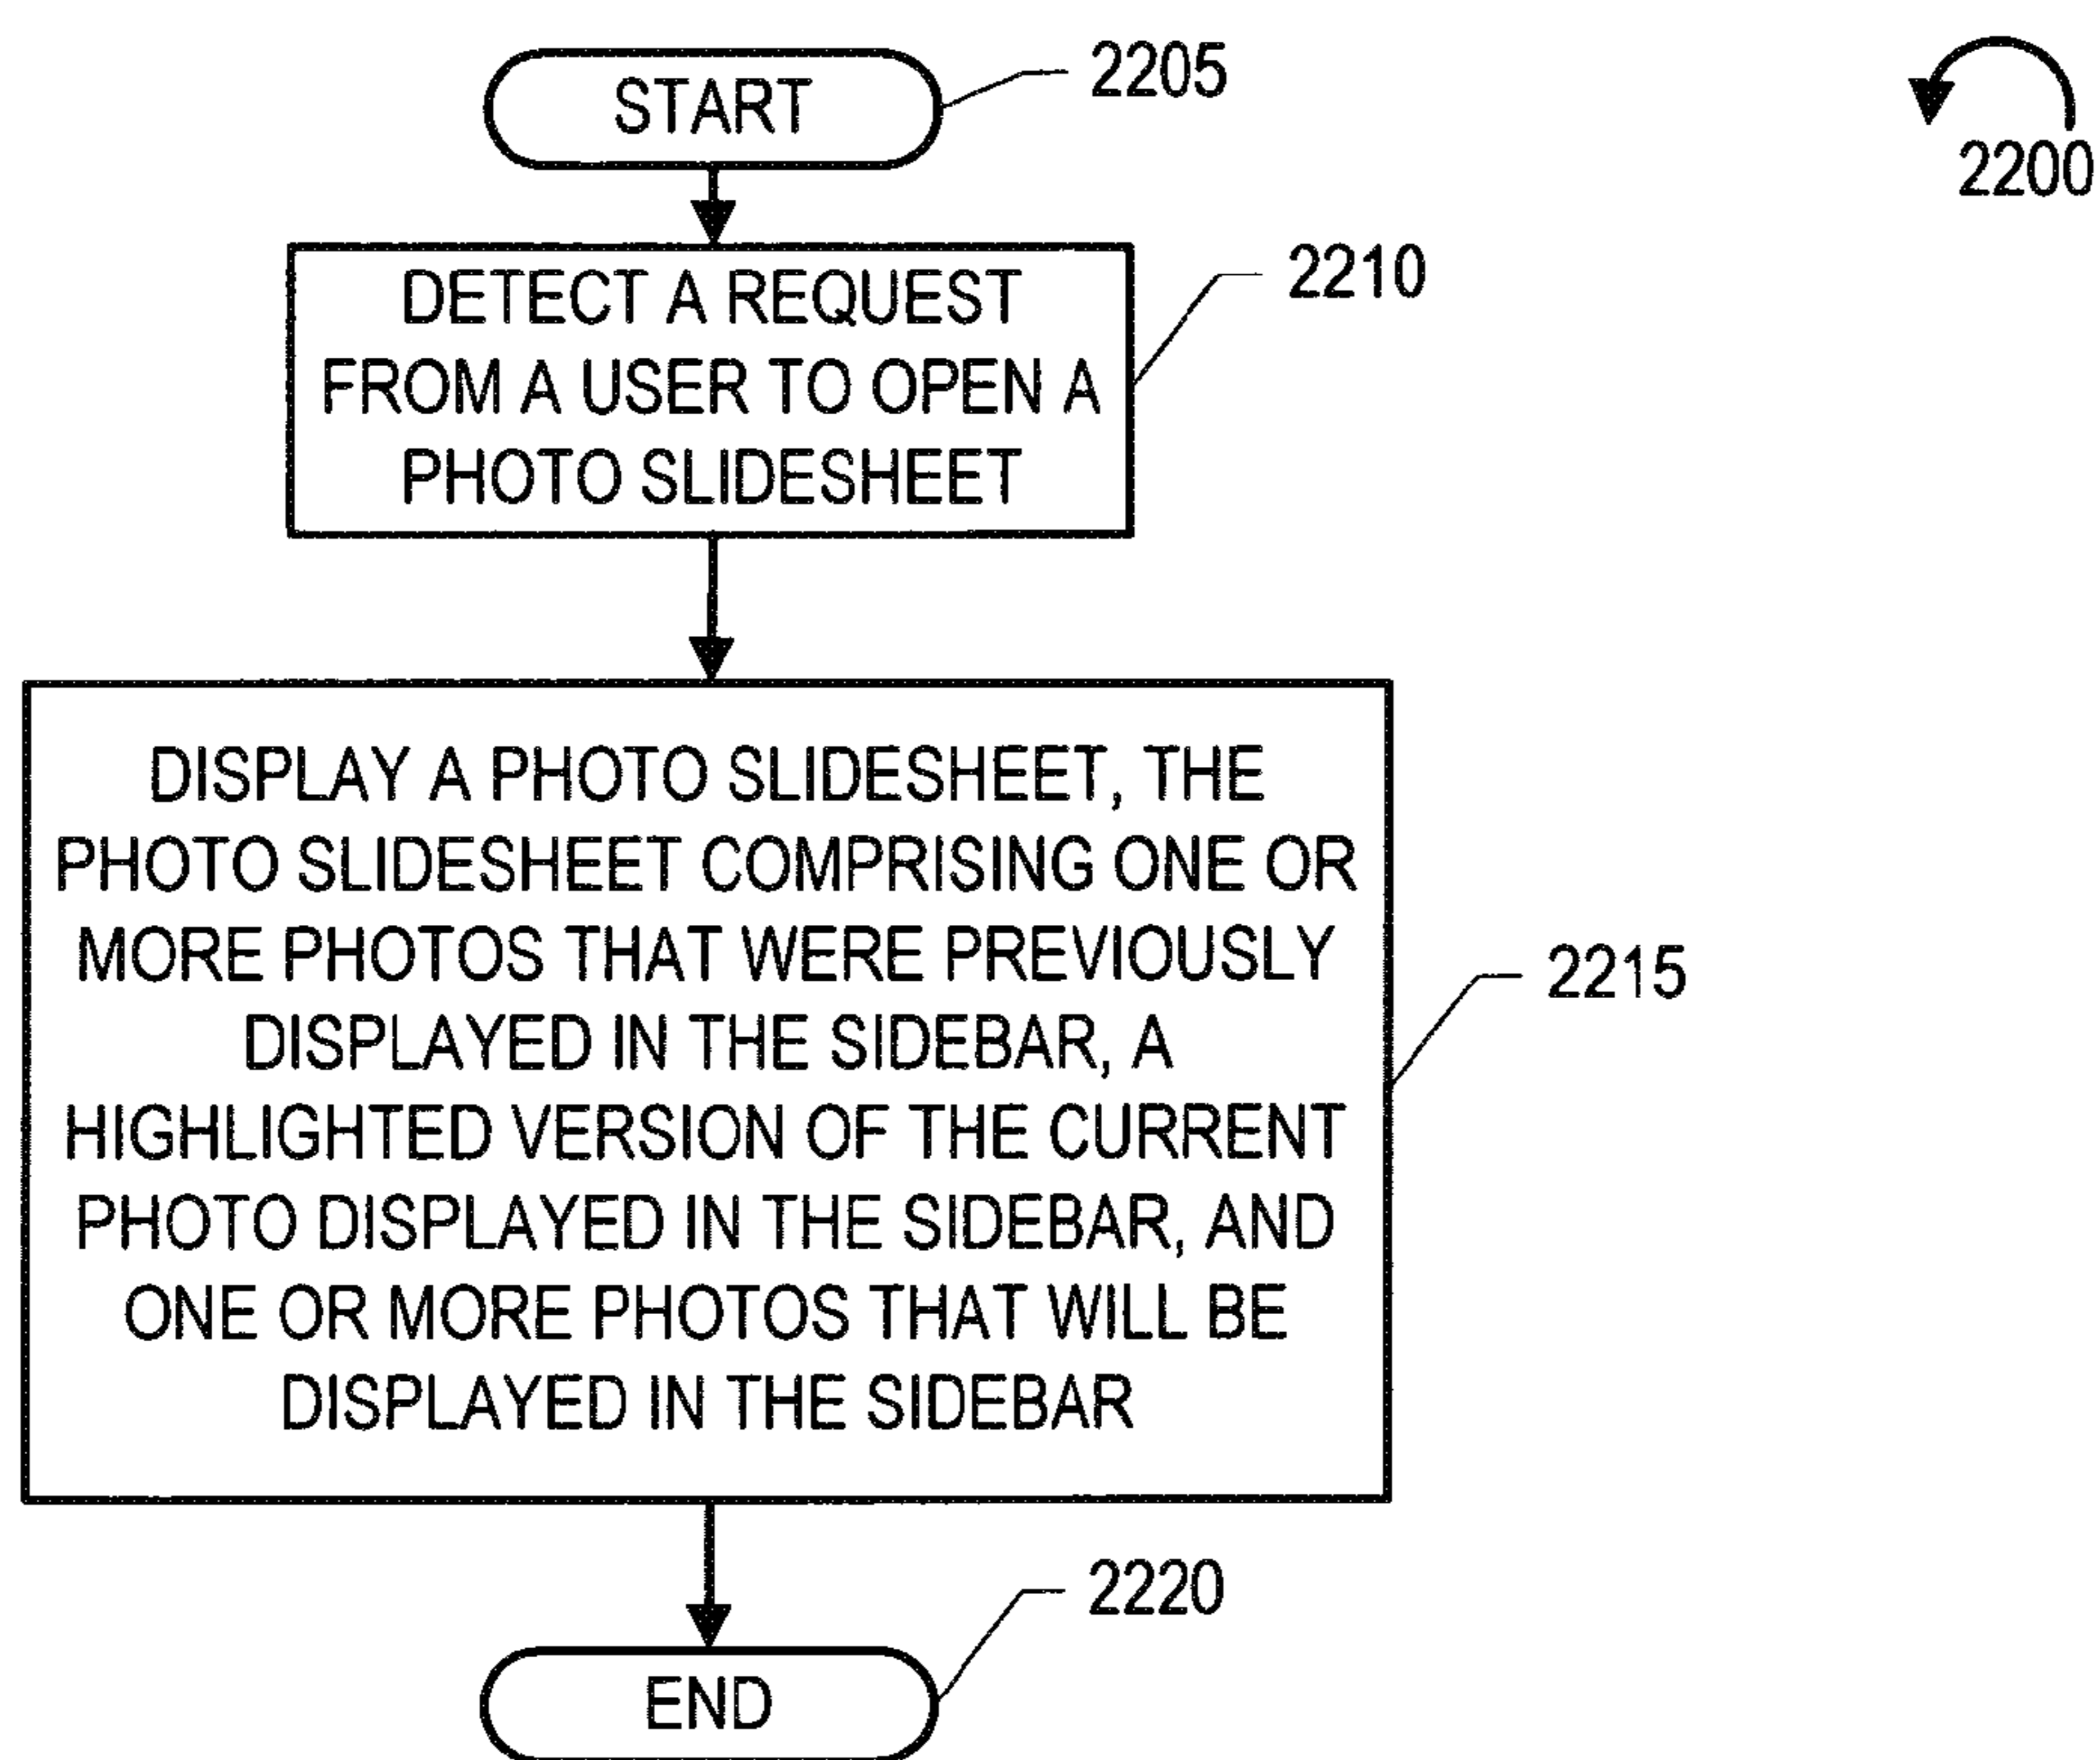 START
2205
2200
DETECT A REQUEST
FROM A USER TO OPEN A
PHOTO SLIDESHEET
2210
DISPLAY A PHOTO SLIDESHEET, THE
PHOTO SLIDESHEET COMPRISING ONE OR
MORE PHOTOS THAT WERE PREVIOUSLY
DISPLAYED IN THE SIDEBAR, A
HIGHLIGHTED VERSION OF THE CURRENT
PHOTO DISPLAYED IN THE SIDEBAR, AND
ONE OR MORE PHOTOS THAT WILL BE
DISPLAYED IN THE SIDEBAR
2215
END
2220